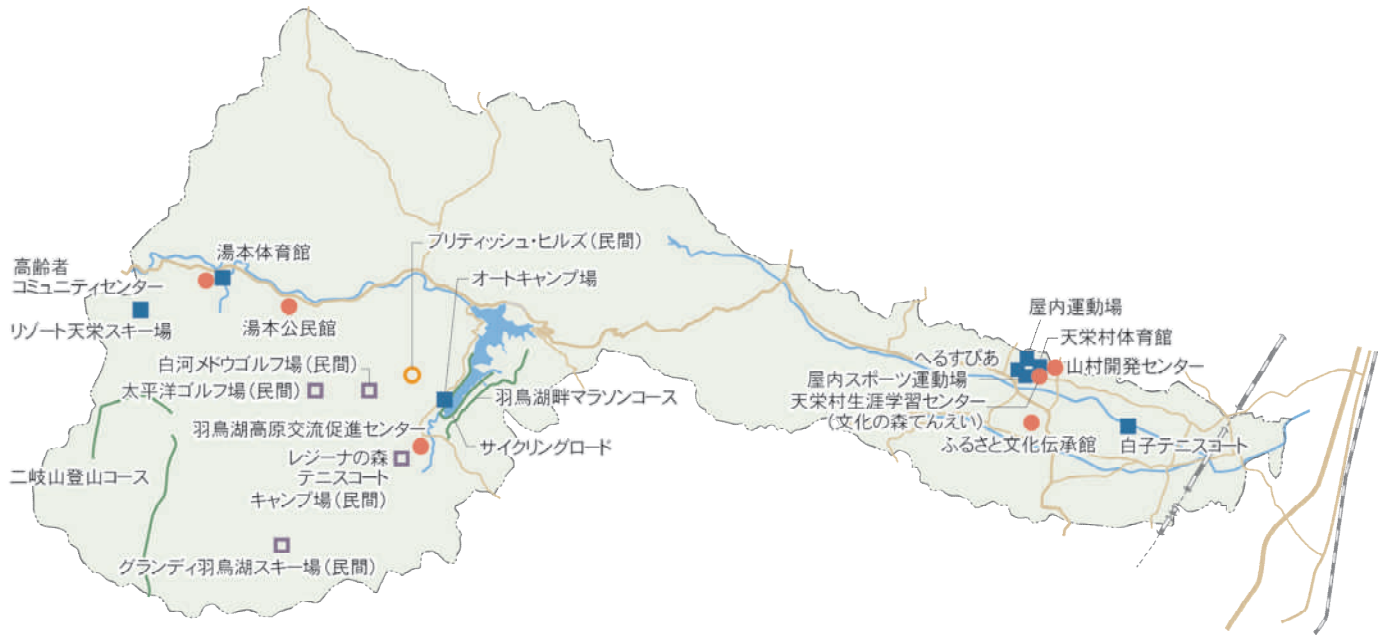 高齢者
コミュニティセンター
湯本体育館
リゾート天栄スキー場
湯本公民館
ブリティッシュ・ヒルズ(民間)
オートキャンプ場
白河メドウゴルフ場(民間)
太平洋ゴルフ場(民間)
羽鳥湖畔マラソンコース
羽鳥湖高原交流促進センター
サイクリングロード
レジーナの森
テニスコート
キャンプ場(民間)
二岐山登山コース
グランディ羽鳥湖スキー場(民間)
屋内運動場
天栄村体育館
へるすぴあ
山村開発センター
屋内スポーツ運動場
天栄村生涯学習センター
(文化の森てんえい)
ふるさと文化伝承館
白子テニスコート